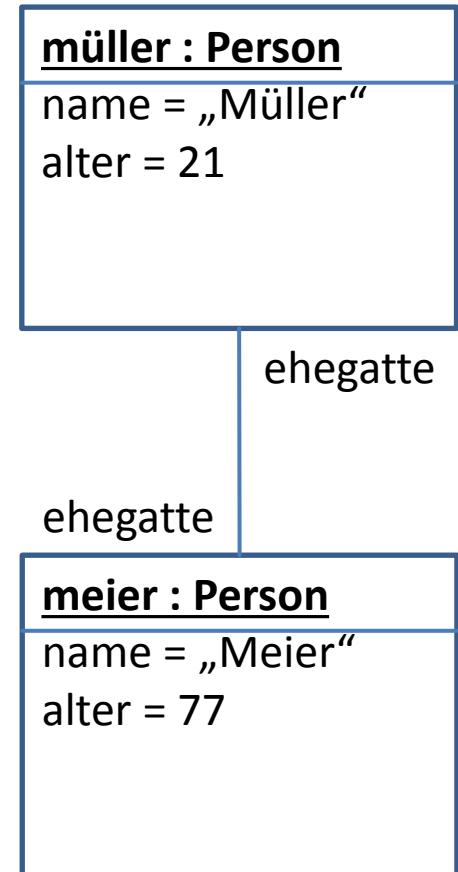 müller : Person
name = „Müller“
alter = 21
ehegatte
ehegatte
meier : Person
name = „Meier“
alter = 77